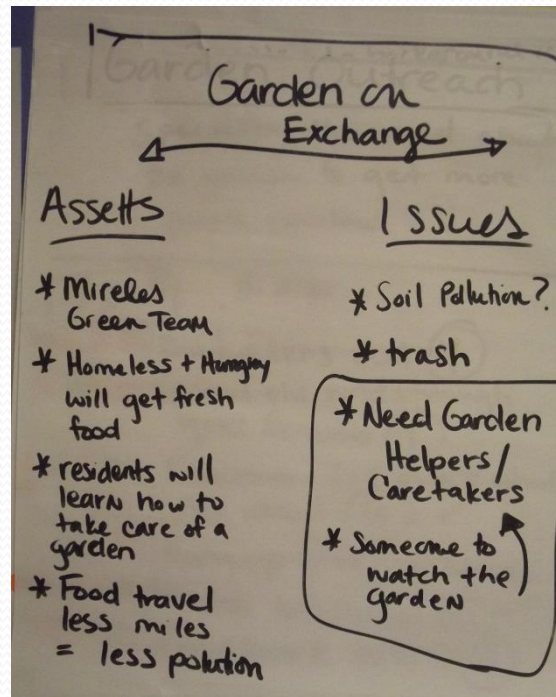 Garden Outreach
Garden on
Exchange
Assetts
* Mireles
Green Team
* Homeless + Hungry
will get fresh
food
* residents will
learn how to
take care of a
garden
* Food travel
less miles
= less polution
Issues
* Soil Pollution?
* trash
* Need Garden
Helpers/
Caretakers
* Someone to
watch the
garden